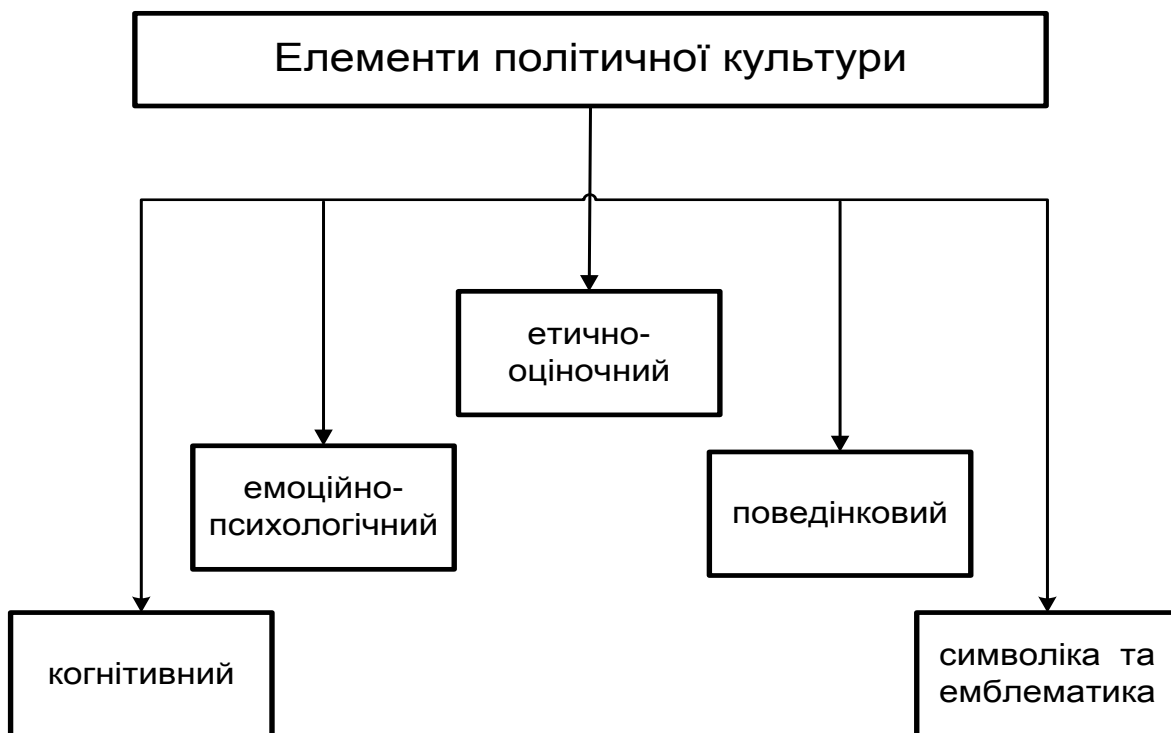 Елементи політичної культури
етично-
оціночний
емоційно-
психологічний
поведінковий
когнітивний
символіка та
емблематика